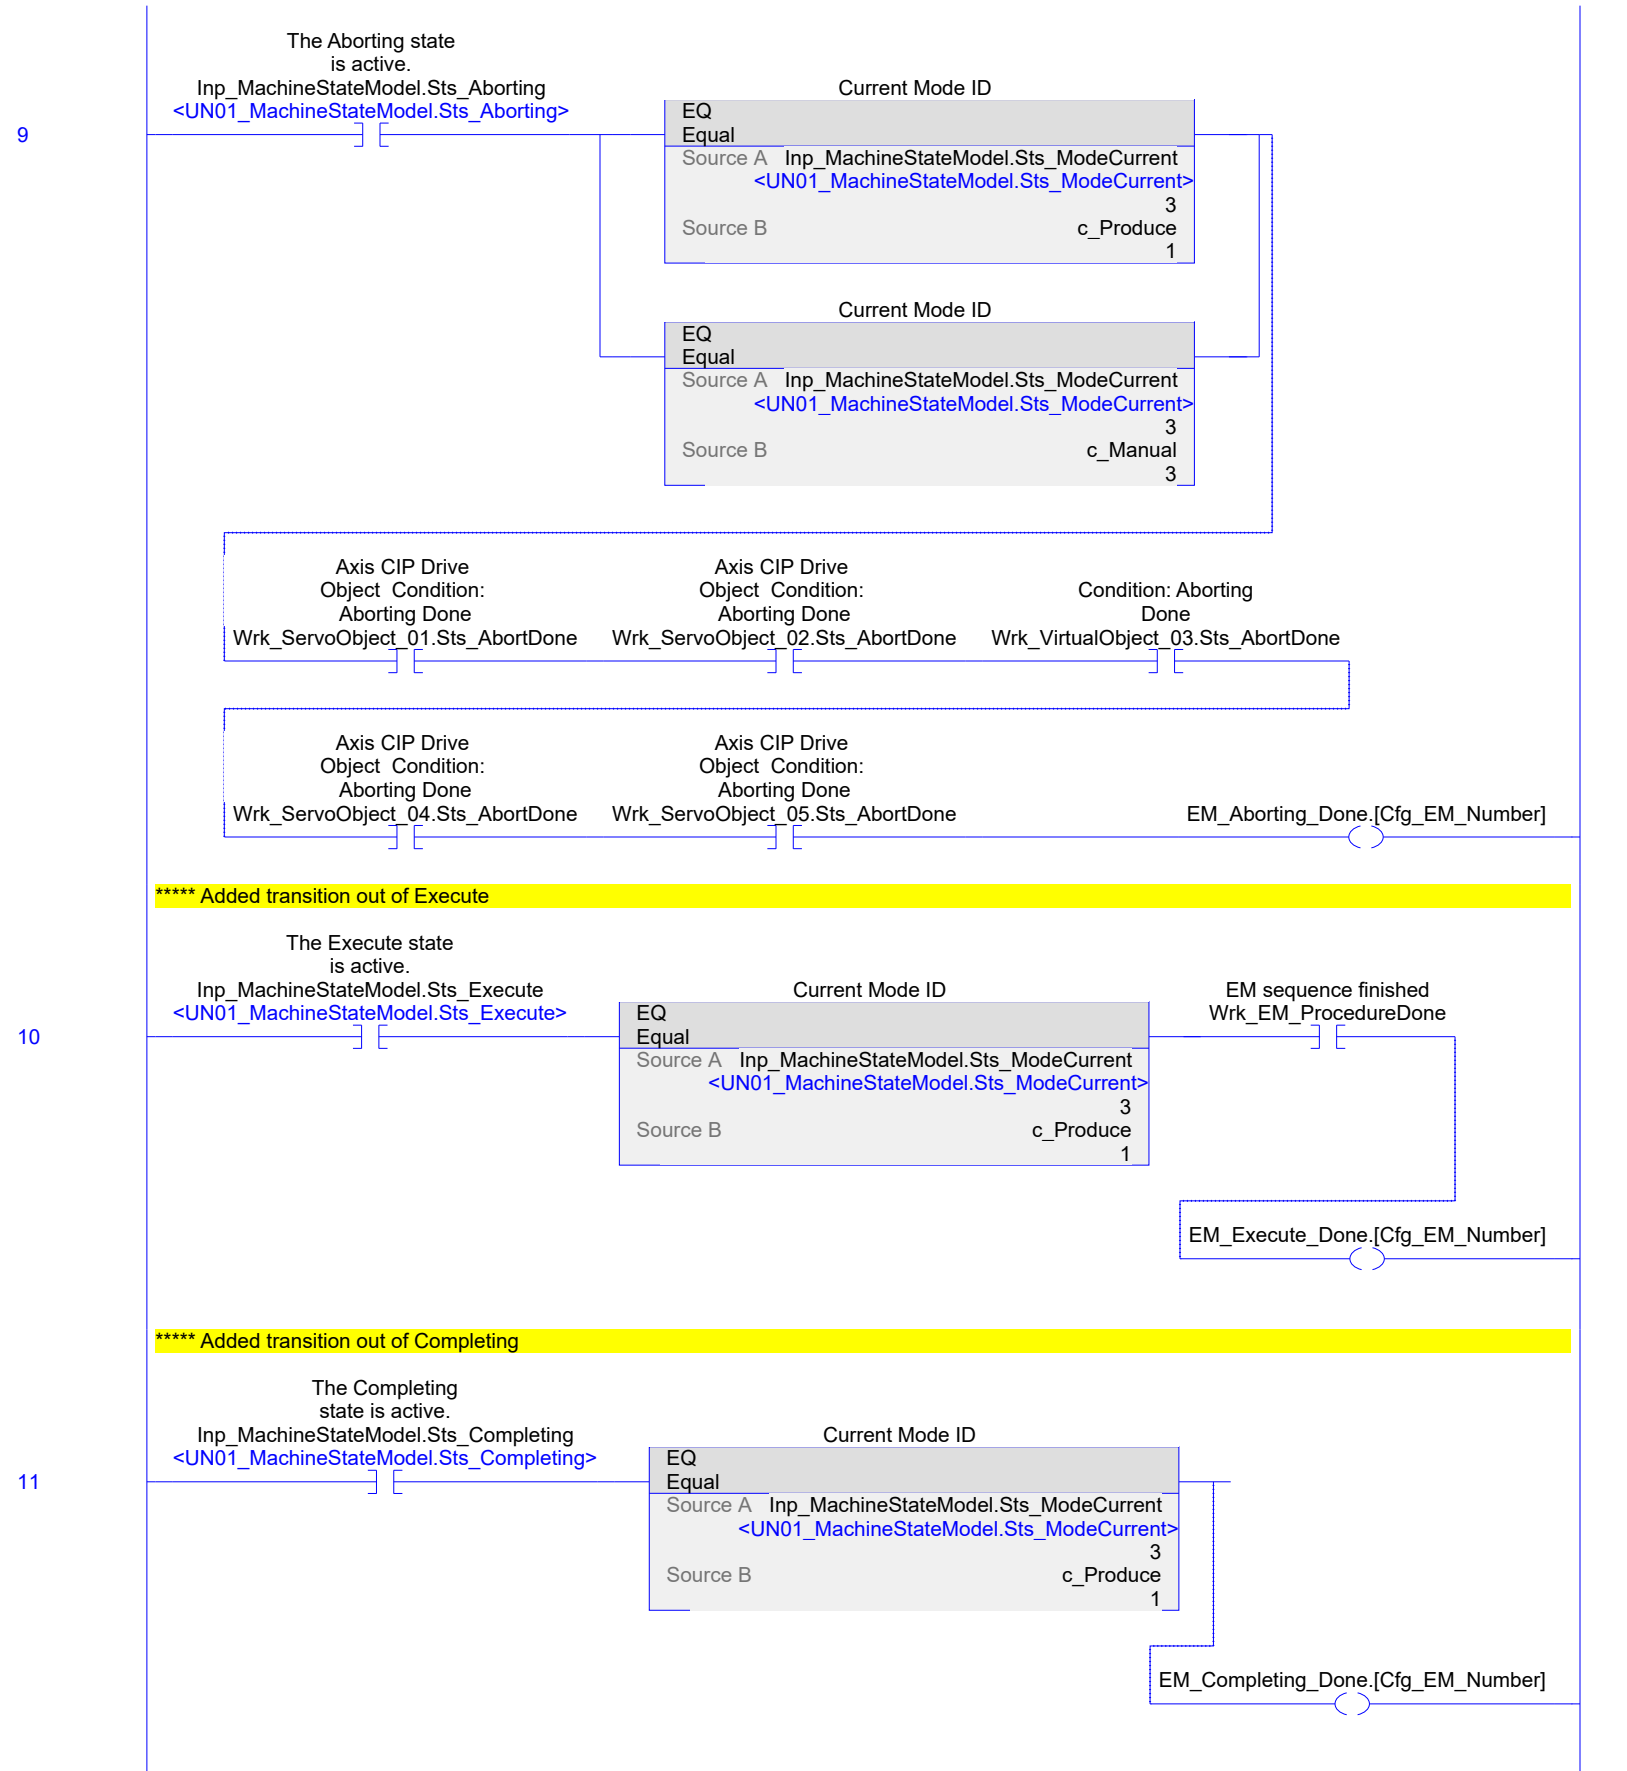 The Aborting state
is active.
Inp_MachineStateModel.Sts_Aborting
<UN01_MachineStateModel.Sts_Aborting>
9
Current Mode ID
EQ
Equal
Source A Inp_MachineStateModel.Sts_ModeCurrent
<UN01_MachineStateModel.Sts_ModeCurrent>
3
Source B c_Produce
1
Current Mode ID
EQ
Equal
Source A Inp_MachineStateModel.Sts_ModeCurrent
<UN01_MachineStateModel.Sts_ModeCurrent>
3
Source B c_Manual
3
Axis CIP Drive
Object Condition:
Aborting Done
Wrk_ServoObject_01.Sts_AbortDone
Axis CIP Drive
Object Condition:
Aborting Done
Wrk_ServoObject_02.Sts_AbortDone
Condition: Aborting
Done
Wrk_VirtualObject_03.Sts_AbortDone
Axis CIP Drive
Object Condition:
Aborting Done
Wrk_ServoObject_04.Sts_AbortDone
Axis CIP Drive
Object Condition:
Aborting Done
Wrk_ServoObject_05.Sts_AbortDone
EM_Aborting_Done.[Cfg_EM_Number]
***** Added transition out of Execute
The Execute state
is active.
Inp_MachineStateModel.Sts_Execute
<UN01_MachineStateModel.Sts_Execute>
10
Current Mode ID
EQ
Equal
Source A Inp_MachineStateModel.Sts_ModeCurrent
<UN01_MachineStateModel.Sts_ModeCurrent>
3
Source B c_Produce
1
EM sequence finished
Wrk_EM_ProcedureDone
EM_Execute_Done.[Cfg_EM_Number]
***** Added transition out of Completing
The Completing
state is active.
Inp_MachineStateModel.Sts_Completing
<UN01_MachineStateModel.Sts_Completing>
11
Current Mode ID
EQ
Equal
Source A Inp_MachineStateModel.Sts_ModeCurrent
<UN01_MachineStateModel.Sts_ModeCurrent>
3
Source B c_Produce
1
EM_Completing_Done.[Cfg_EM_Number]